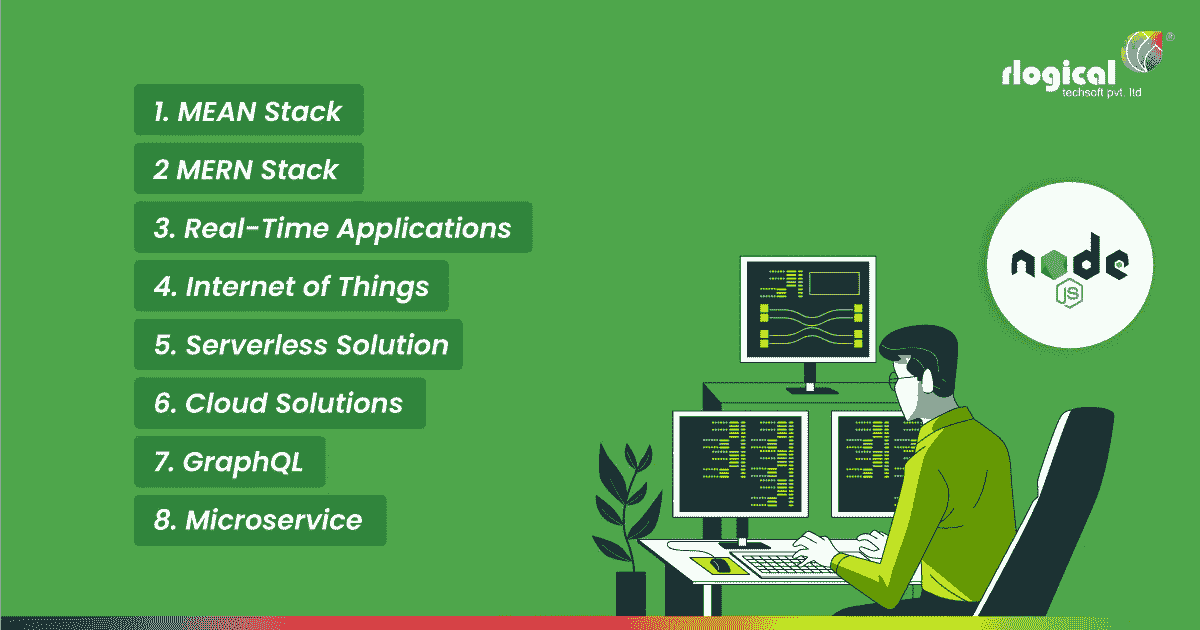 rlogical
techsoft pvt. ltd
1. MEAN Stack
2 MERN Stack
3. Real-Time Applications
4. Internet of Things
5. Serverless Solution
6. Cloud Solutions
7. GraphQL
8. Microservice
node
JS